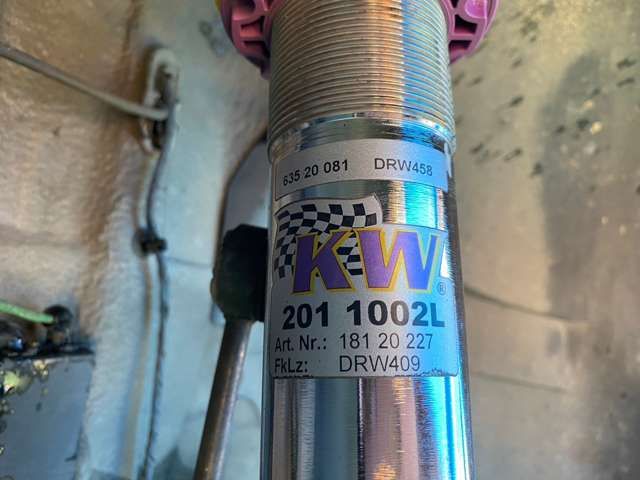 635 20 081 DRW458
KW®
201 1002L
Art. Nr.: 181 20 227
FkLz: DRW409